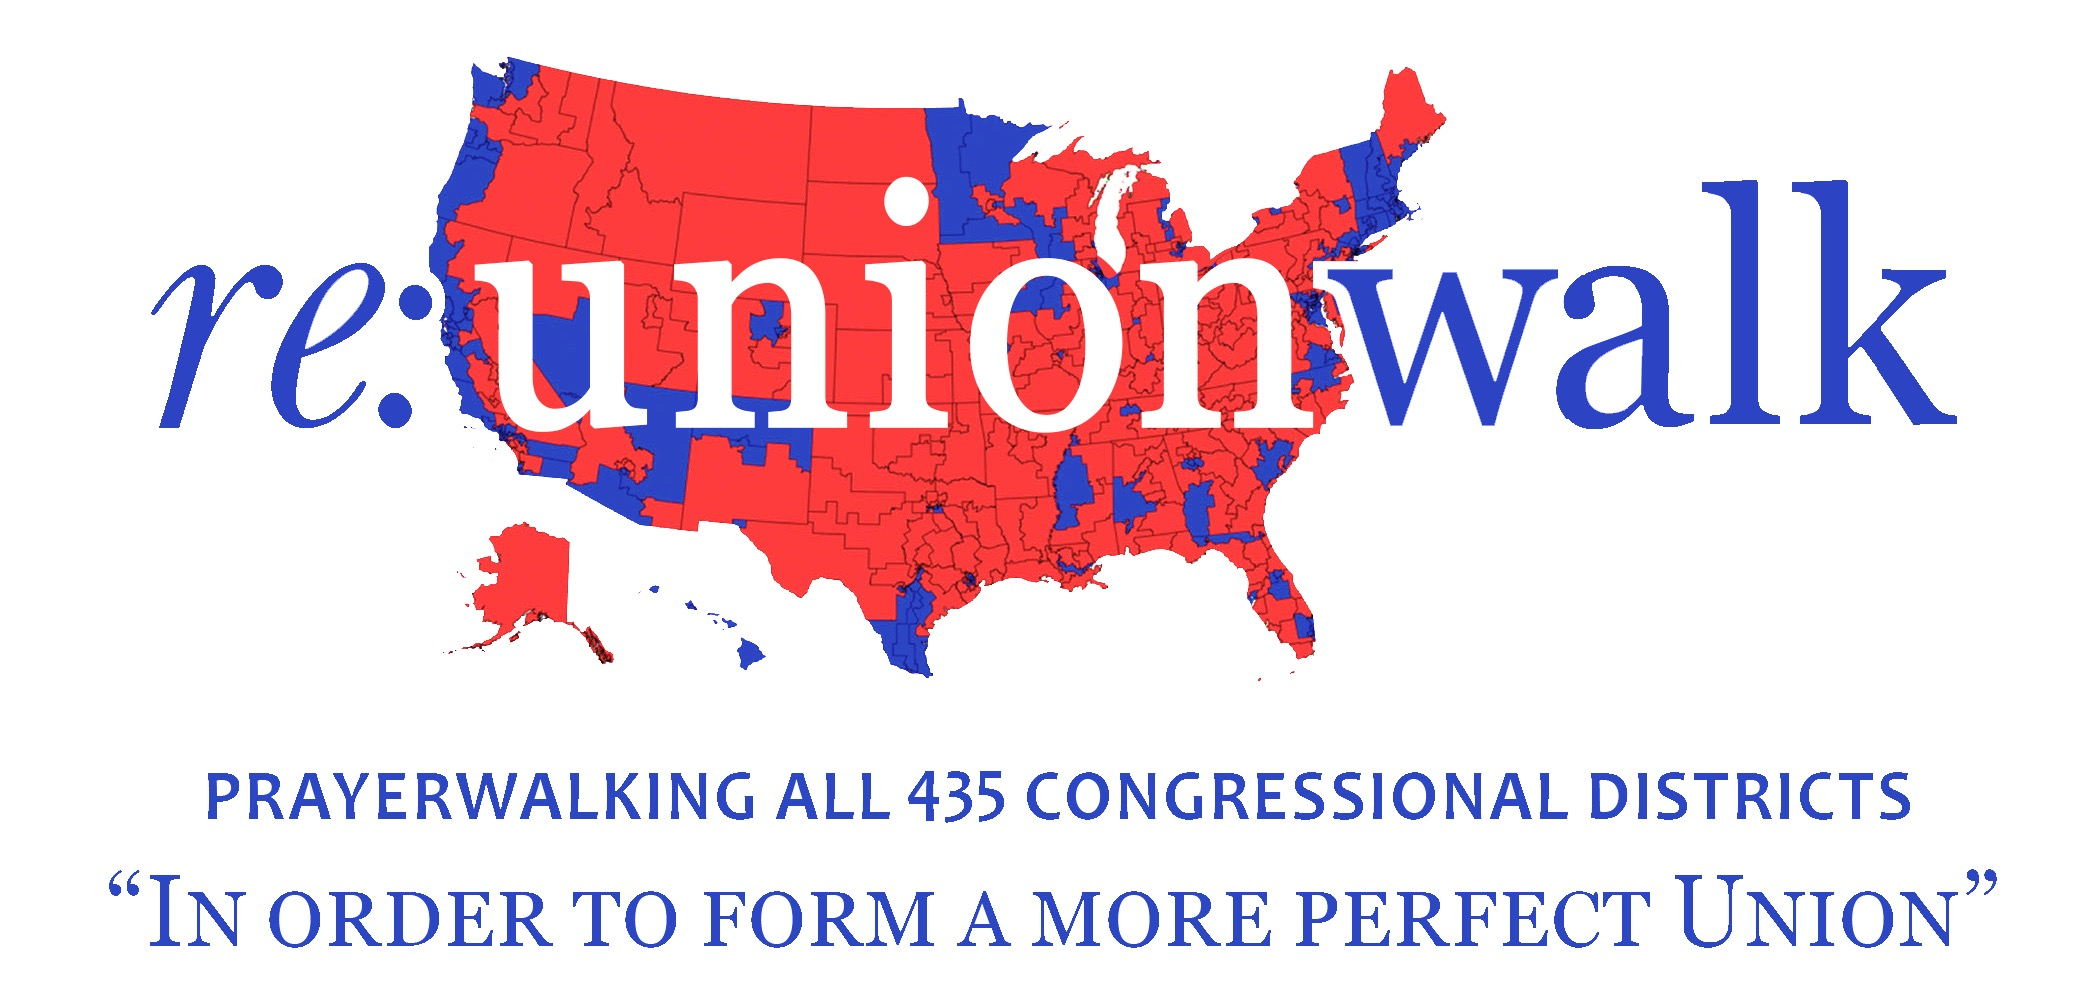 re:unionwalk
PRAYERWALKING ALL 435 CONGRESSIONAL DISTRICTS
“IN ORDER TO FORM A MORE PERFECT UNION”